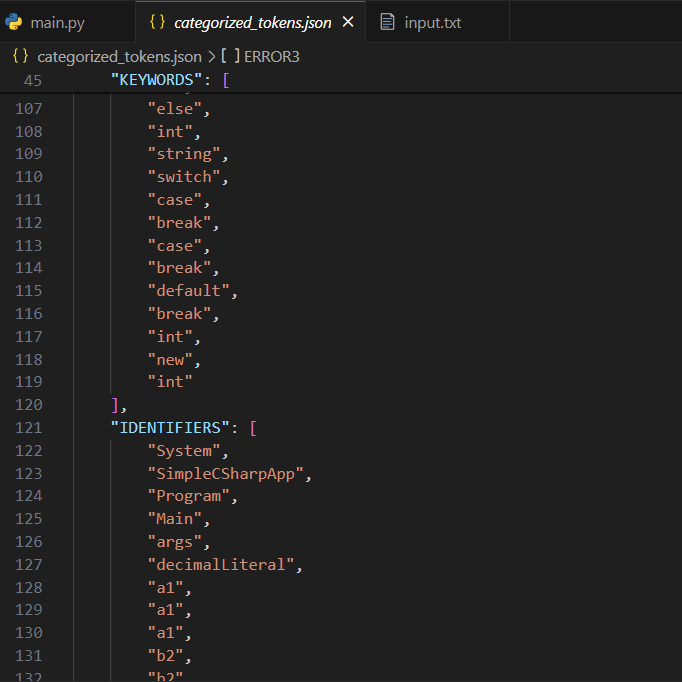 main.py
{} categorized_tokens.json ×
input.txt
{} categorized_tokens.json > [ ] ERROR3
45 "KEYWORDS": [
107 "else",
108 "int",
109 "string",
110 "switch",
111 "case",
112 "break",
113 "case",
114 "break",
115 "default",
116 "break",
117 "int",
118 "new",
119 "int"
120 ],
121 "IDENTIFIERS": [
122 "System",
123 "SimpleCSharpApp",
124 "Program",
125 "Main",
126 "args",
127 "decimalLiteral",
128 "a1",
129 "a1",
130 "a1",
131 "b2",
132 "b2"